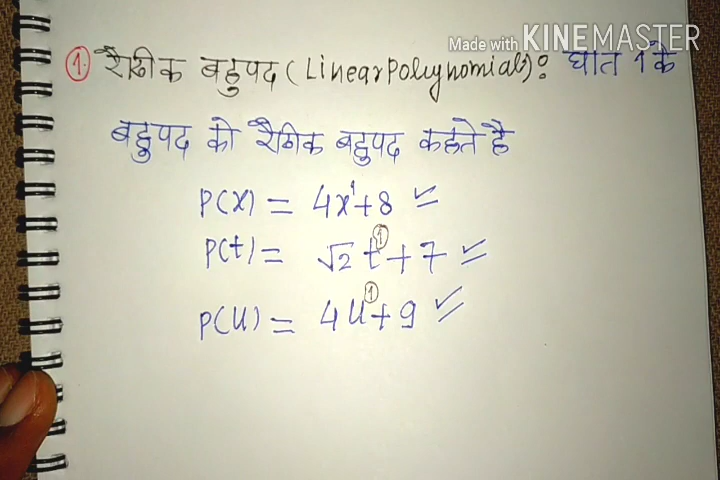 Made with KINEMASTER
1. रैखिक बहुपद (Linear Polynomials): घात 1 के
बहुपद को रैखिक बहुपद कहते है
P(x) = 4x¹+8
P(t) = √2 t¹+7
P(u) = 4u¹+9